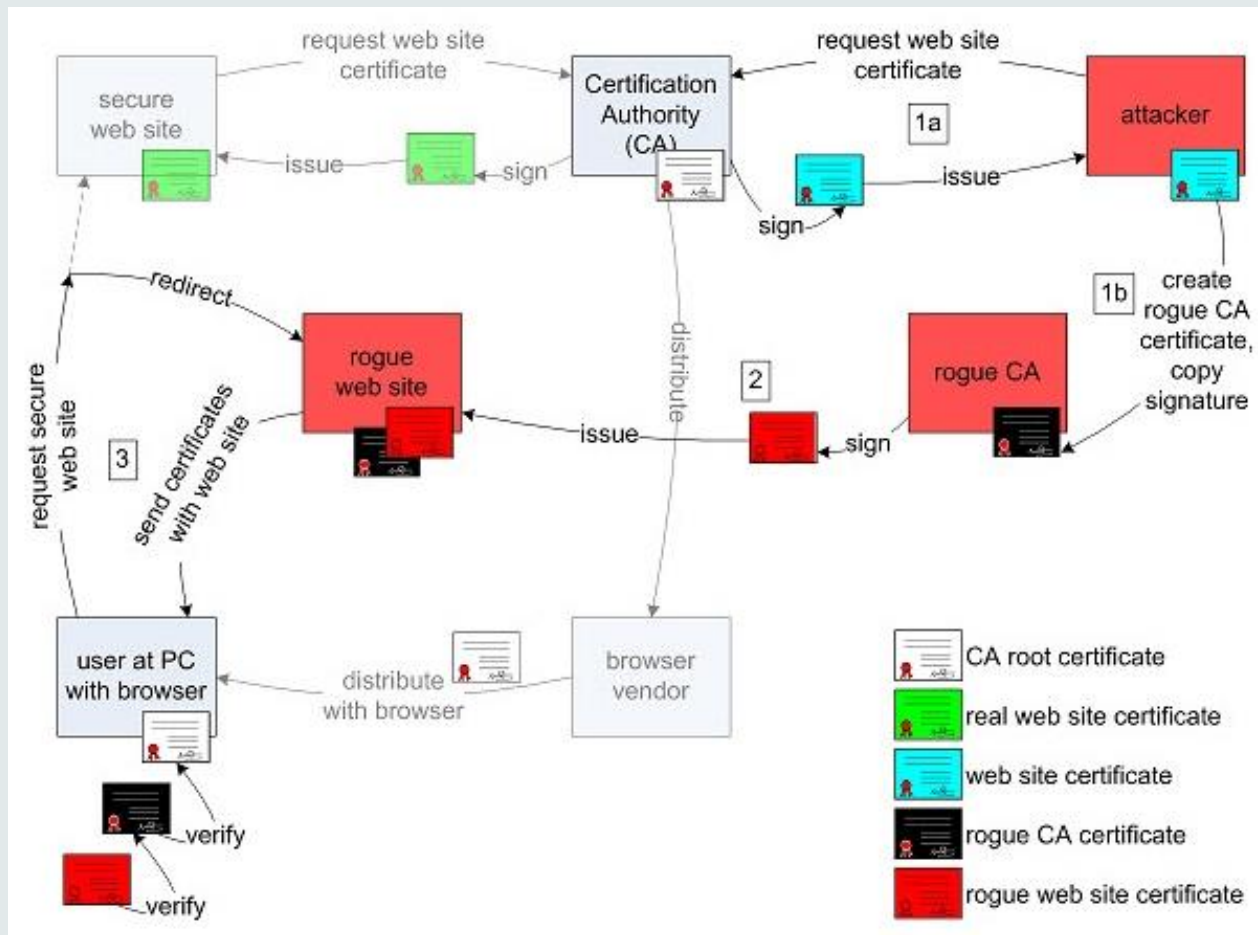 request web site
certificate
secure
web site
issue
sign
Certification
Authority
(CA)
request web site
certificate
1a
attacker
sign
issue
1b
create
rogue CA
certificate,
copy
signature
redirect
rogue
web site
distribute
2
rogue CA
issue
sign
request secure
web site
3
send certificates
with web site
user at PC
with browser
distribute
with browser
browser
vendor
verify
verify
CA root certificate
real web site certificate
web site certificate
rogue CA certificate
rogue web site certificate